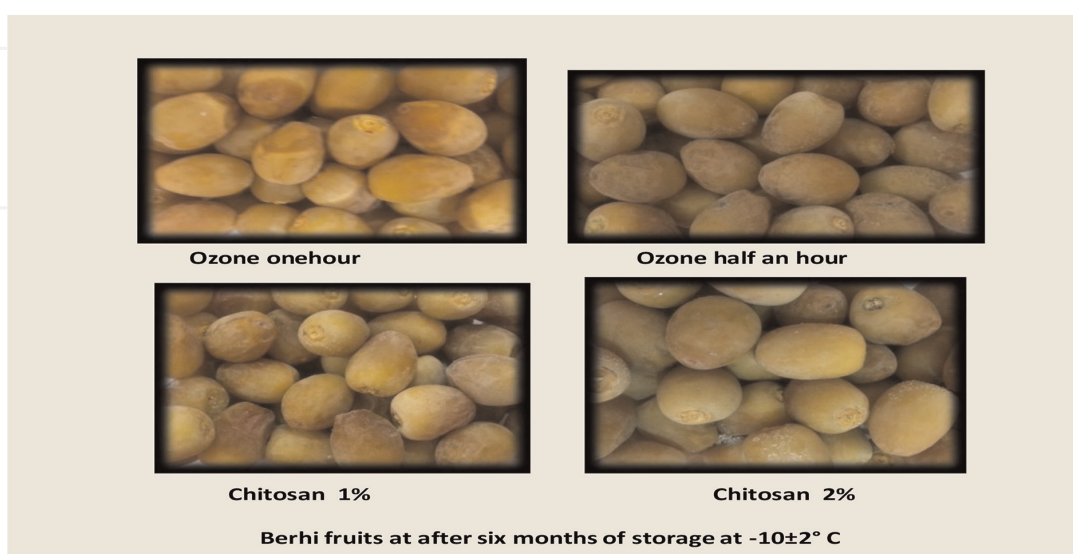 Ozone onehour
Ozone half an hour
Chitosan 1%
Chitosan 2%
Berhi fruits at after six months of storage at -10±2° C